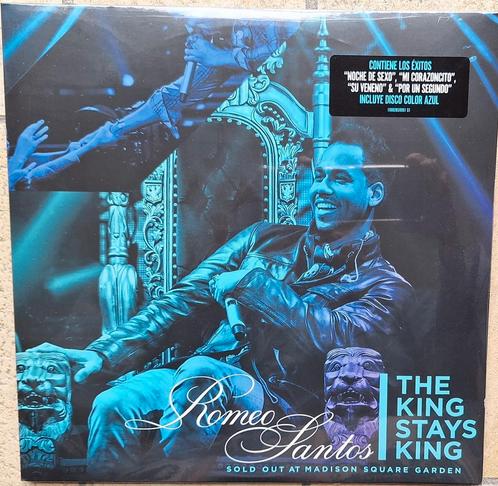 CONTIENE LOS ÉXITOS
"NOCHE DE SEXO", "MI CORAZONCITO",
"SU VENENO" & "POR UN SEGUNDO"
INCLUYE DISCO COLOR AZUL
Romeo
Santos
THE
KING
STAYS
KING
SOLD OUT AT MADISON SQUARE GARDEN